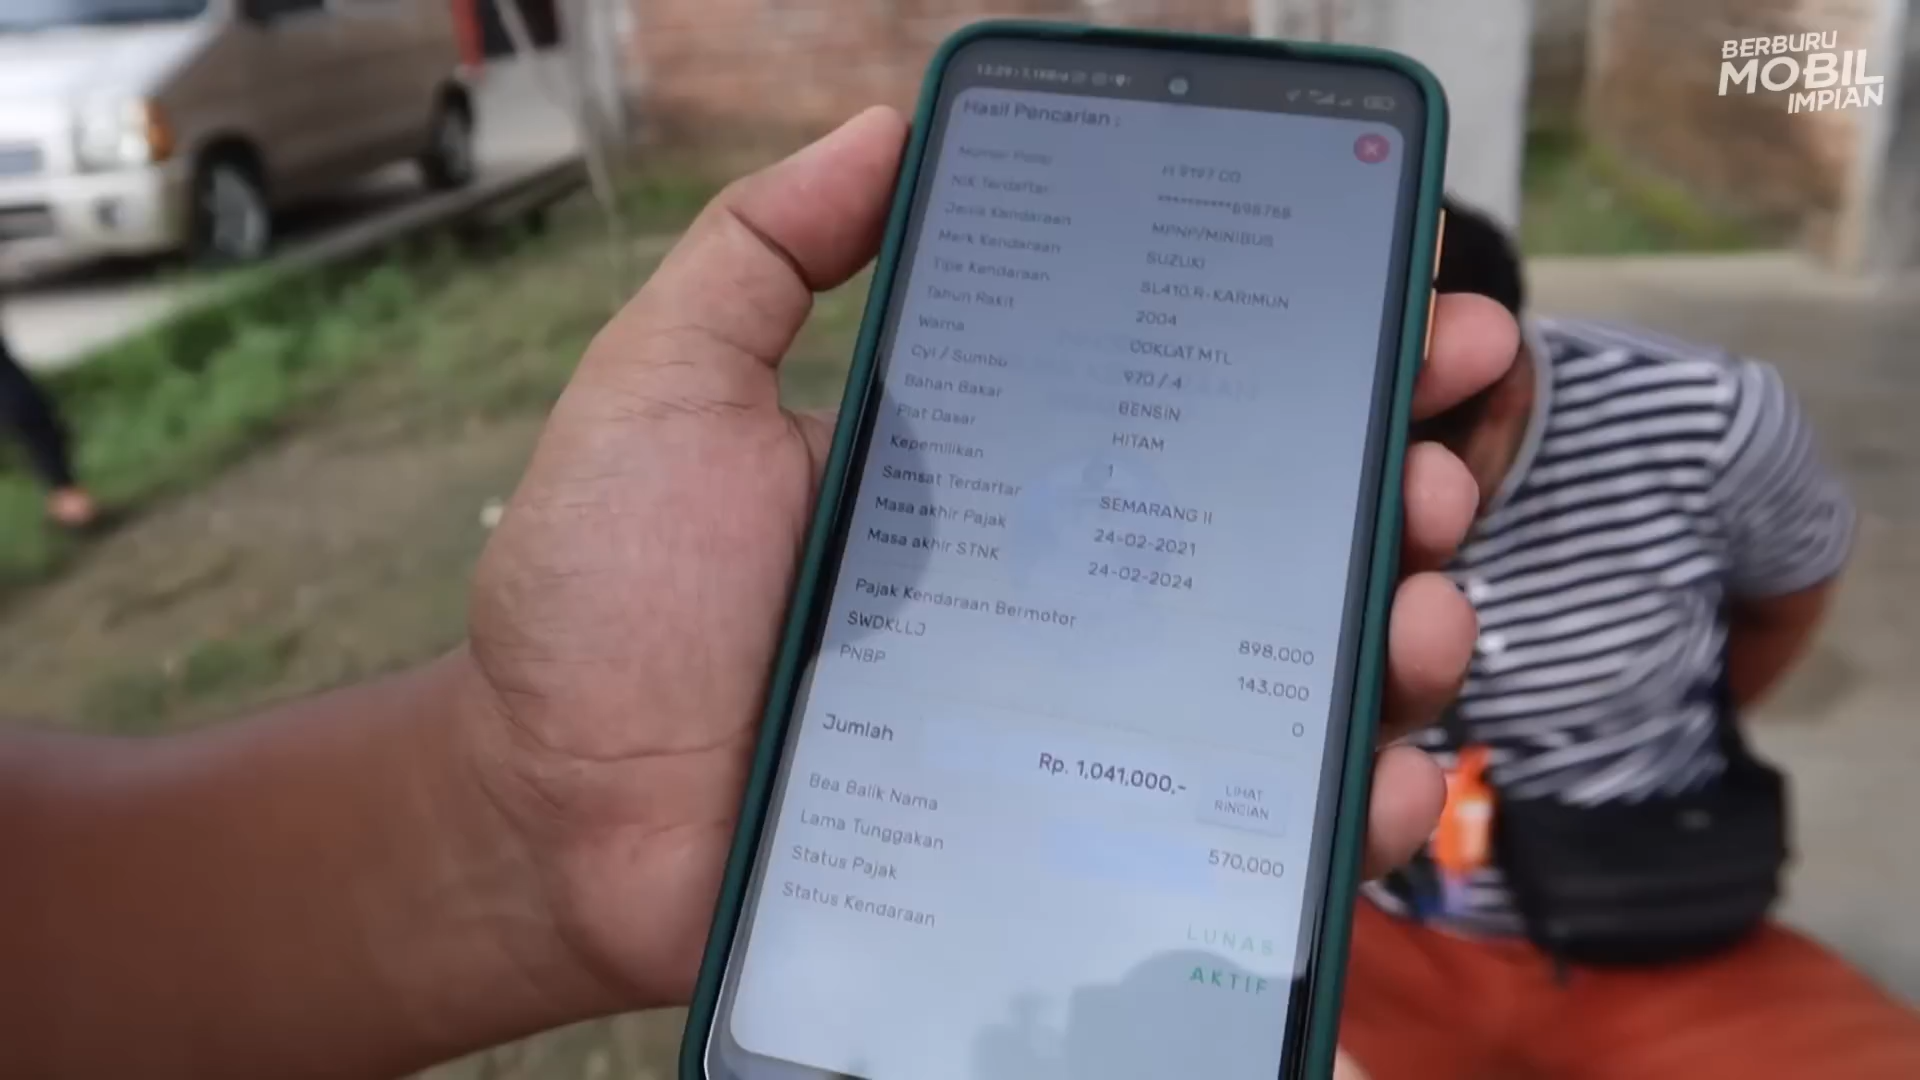 BERBURU
MOBIL
IMPIAN
Hasil Pencarian :
Nomor Polisi
NIK Terdaftar **********698768
Jenis Kendaraan MPNP/MINIBUS
Merk Kendaraan SUZUKI
Tipe Kendaraan SL410.R-KARIMUN
Tahun Rakit 2004
Warna COKLAT MTL
Cyl / Sumbu 970 / 4
Bahan Bakar BENSIN
Plat Dasar HITAM
Kepemilikan 1
Samsat Terdaftar SEMARANG II
Masa akhir Pajak 24-02-2021
Masa akhir STNK 24-02-2024
Pajak Kendaraan Bermotor 898,000
SWDKLLJ 143,000
PNBP 0
Jumlah Rp. 1,041,000,- LIHAT
RINCIAN
Bea Balik Nama 570,000
Lama Tunggakan
Status Pajak LUNAS
Status Kendaraan AKTIF